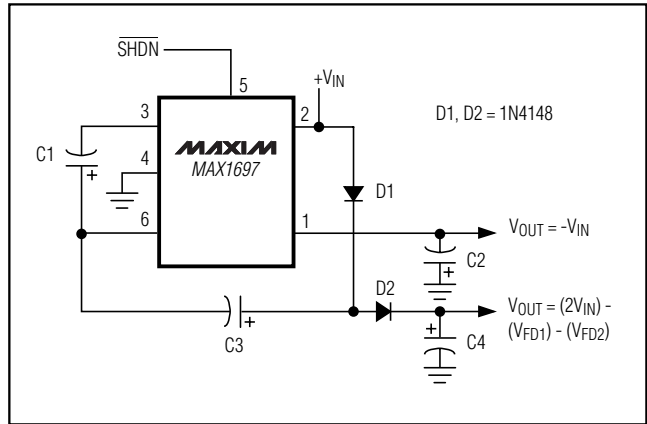 SHDN
5
+VIN
3
2
D1, D2 = 1N4148
C1
+
4
MAXIM
MAX1697
D1
6
1
VOUT = -VIN
C2
+
D2
VOUT = (2VIN) -
(VFD1) - (VFD2)
+
C3
+
C4